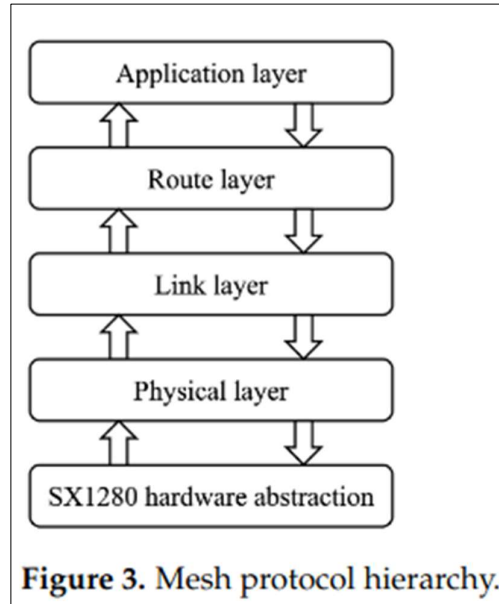 Application layer
Route layer
Link layer
Physical layer
SX1280 hardware abstraction
Figure 3. Mesh protocol hierarchy.